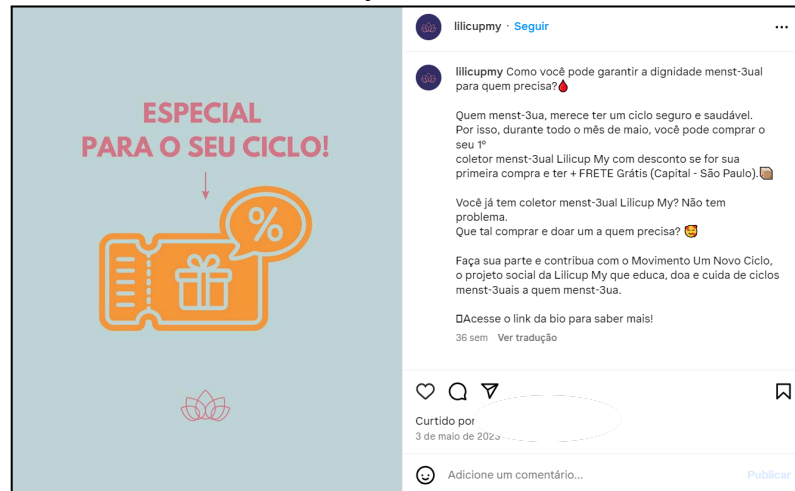 ESPECIAL
PARA O SEU CICLO!
%
lilicupmy · Seguir
lilicupmy Como você pode garantir a dignidade menst-3ual
para quem precisa?🩸
Quem menst-3ua, merece ter um ciclo seguro e saudável.
Por isso, durante todo o mês de maio, você pode comprar o
seu 1º
coletor menst-3ual Lilicup My com desconto se for sua
primeira compra e ter + FRETE Grátis (Capital - São Paulo).
Você já tem coletor menst-3ual Lilicup My? Não tem
problema.
Que tal comprar e doar um a quem precisa? 🥰
Faça sua parte e contribua com o Movimento Um Novo Ciclo,
o projeto social da Lilicup My que educa, doa e cuida de ciclos
menst-3uais a quem menst-3ua.
Acesse o link da bio para saber mais!
36 sem Ver tradução
Curtido por
3 de maio de 2023
Adicione um comentário... Publicar